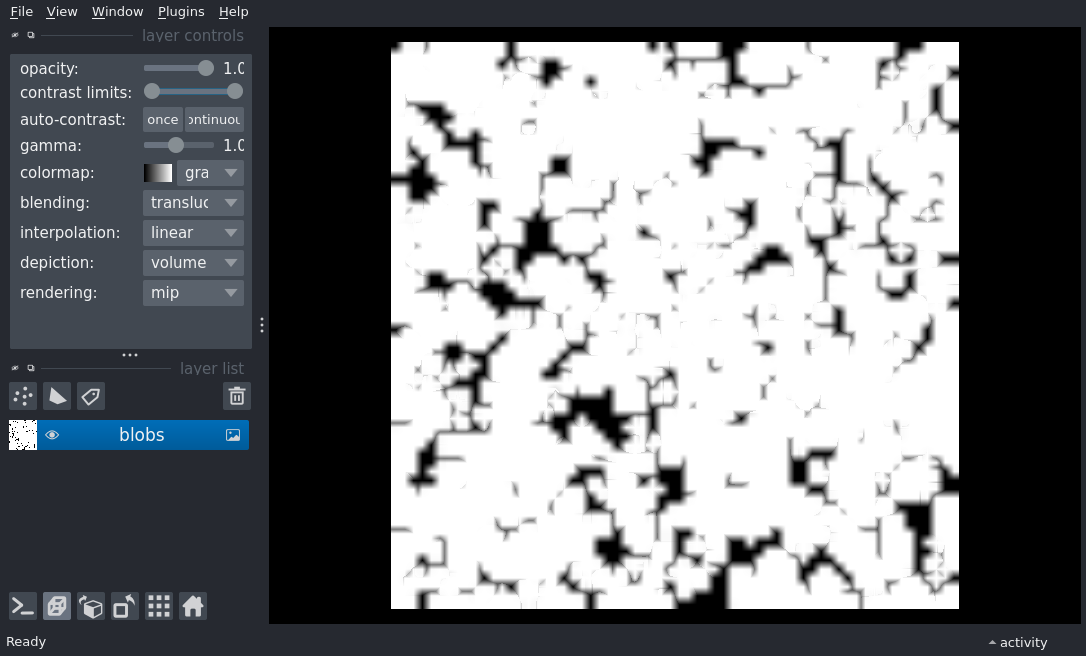 File View Window Plugins Help
layer controls
opacity: 1.0
contrast limits:
auto-contrast: once ontinuou
gamma: 1.0
colormap: gra
blending: transluc
interpolation: linear
depiction: volume
rendering: mip
layer list
blobs
Ready activity